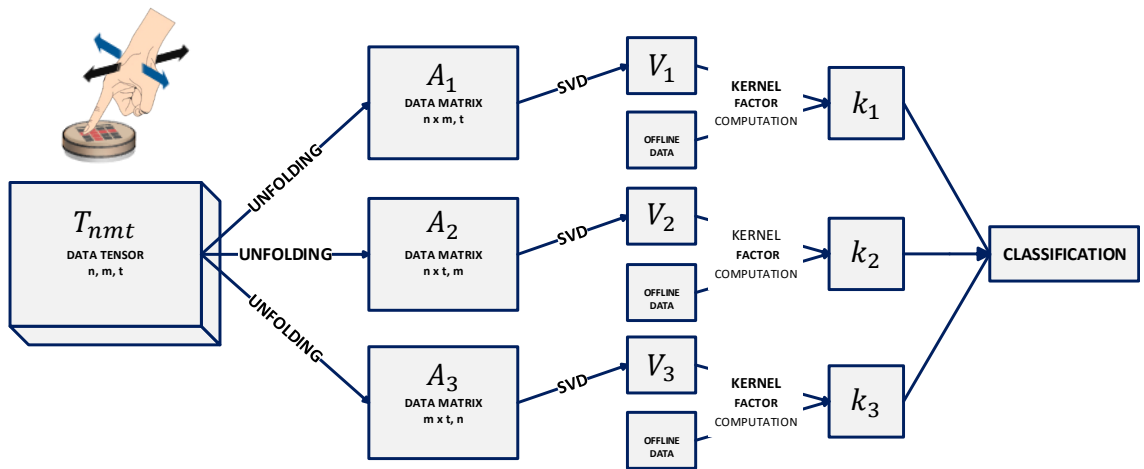 T_{nmt}
DATA TENSOR
n, m, t
UNFOLDING
UNFOLDING
UNFOLDING
A_1
DATA MATRIX
n x m, t
A_2
DATA MATRIX
n x t, m
A_3
DATA MATRIX
m x t, n
SVD
SVD
SVD
V_1
OFFLINE
DATA
V_2
OFFLINE
DATA
V_3
OFFLINE
DATA
KERNEL
FACTOR
COMPUTATION
KERNEL
FACTOR
COMPUTATION
KERNEL
FACTOR
COMPUTATION
k_1
k_2
k_3
CLASSIFICATION